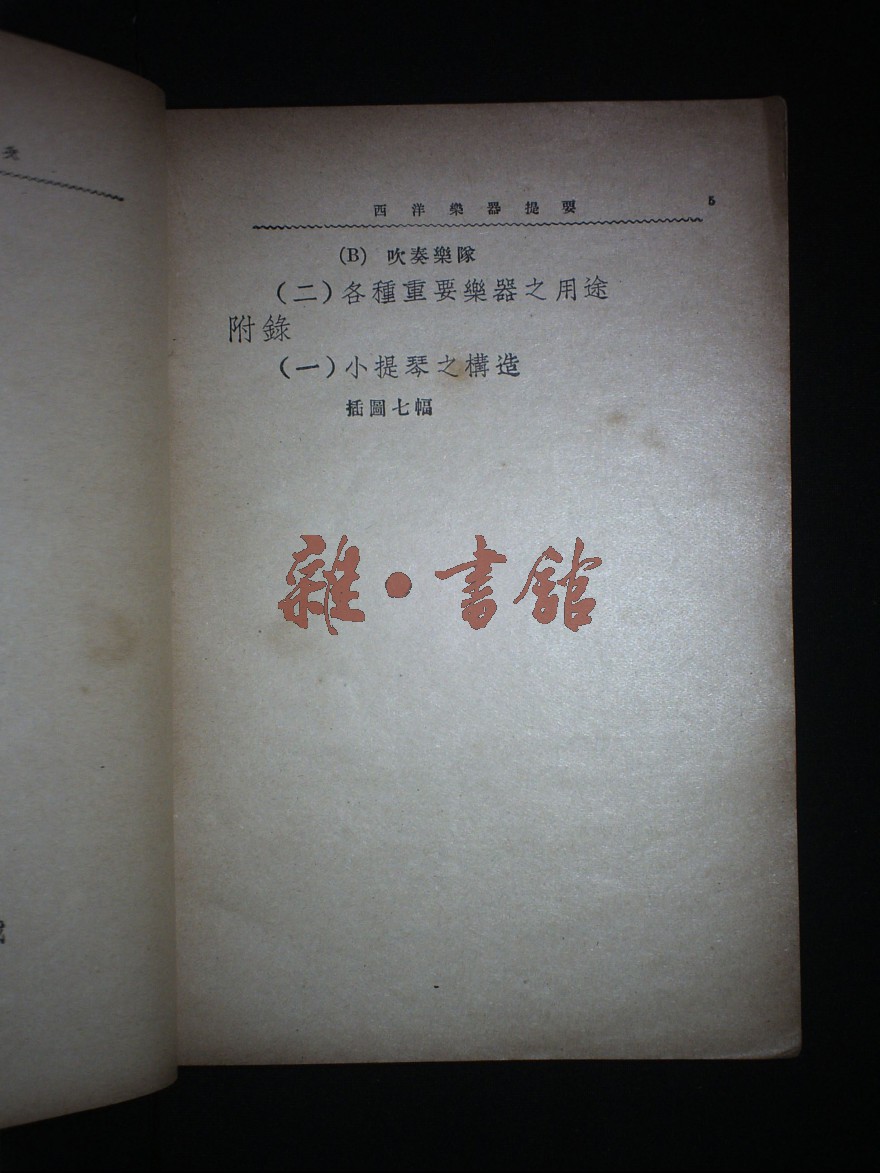 西洋樂器提要 5
(B) 吹奏樂隊
(二)各種重要樂器之用途
附錄
(一)小提琴之構造
插圖七幅
雜·書館